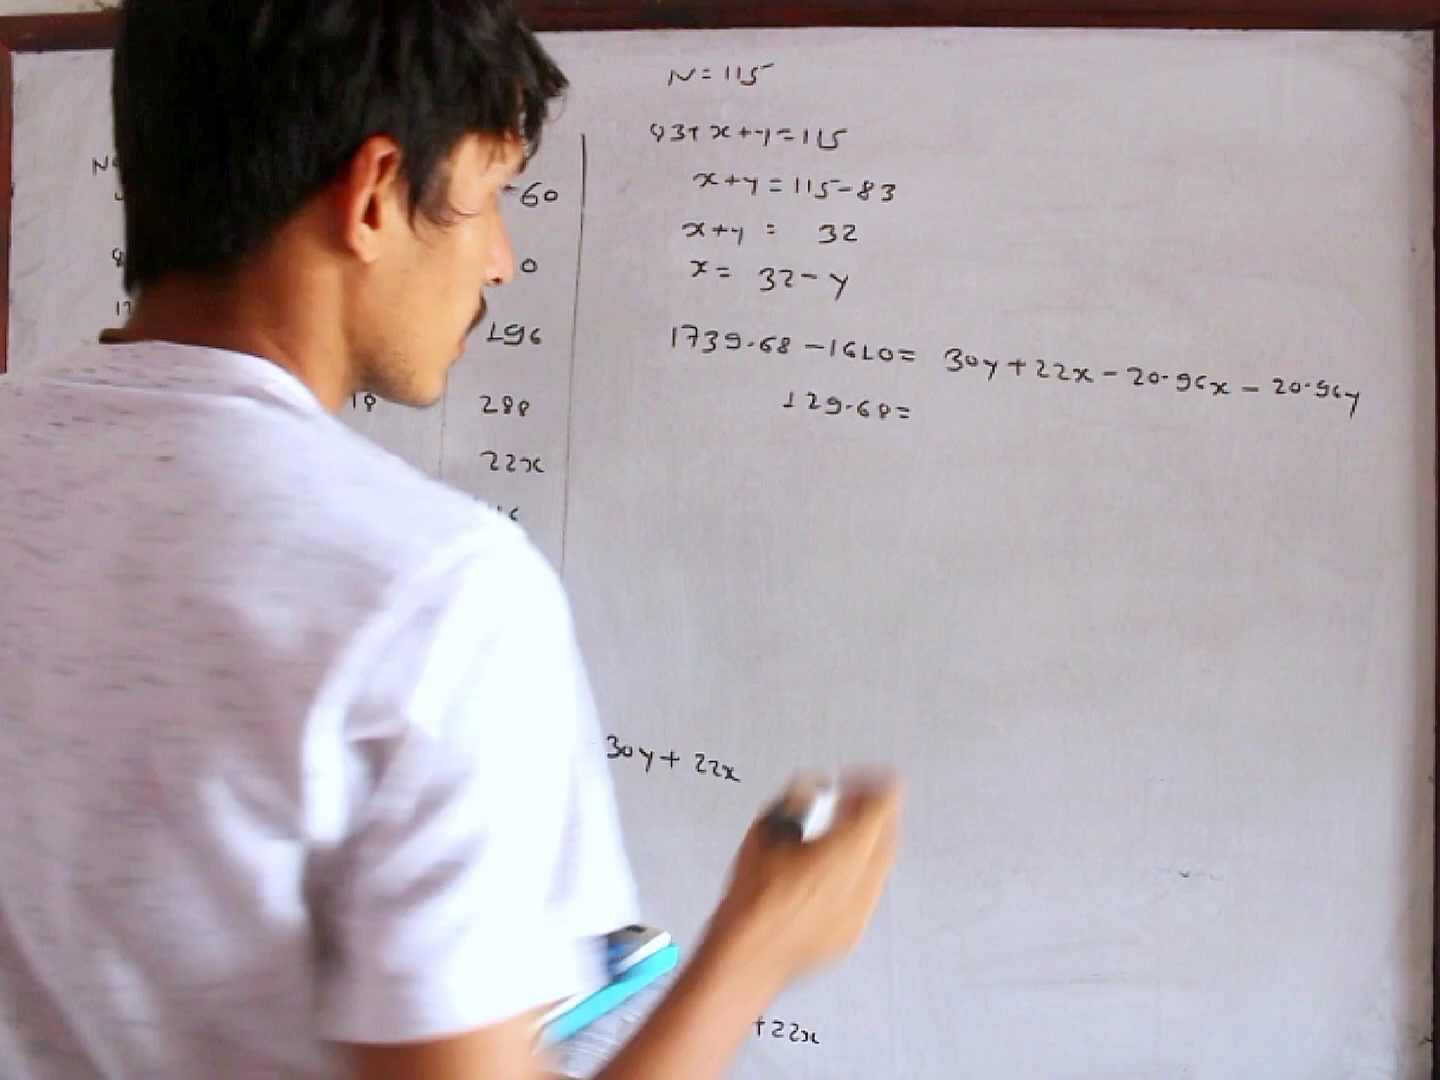 N = 115
83+x+y=115
x+y = 115-83
x+y = 32
x = 32-y
1739.68 -1610= 30y+22x-20.96x-20.96y
129.68=
60
0
196
18 288
22x
30y+22x
+22x